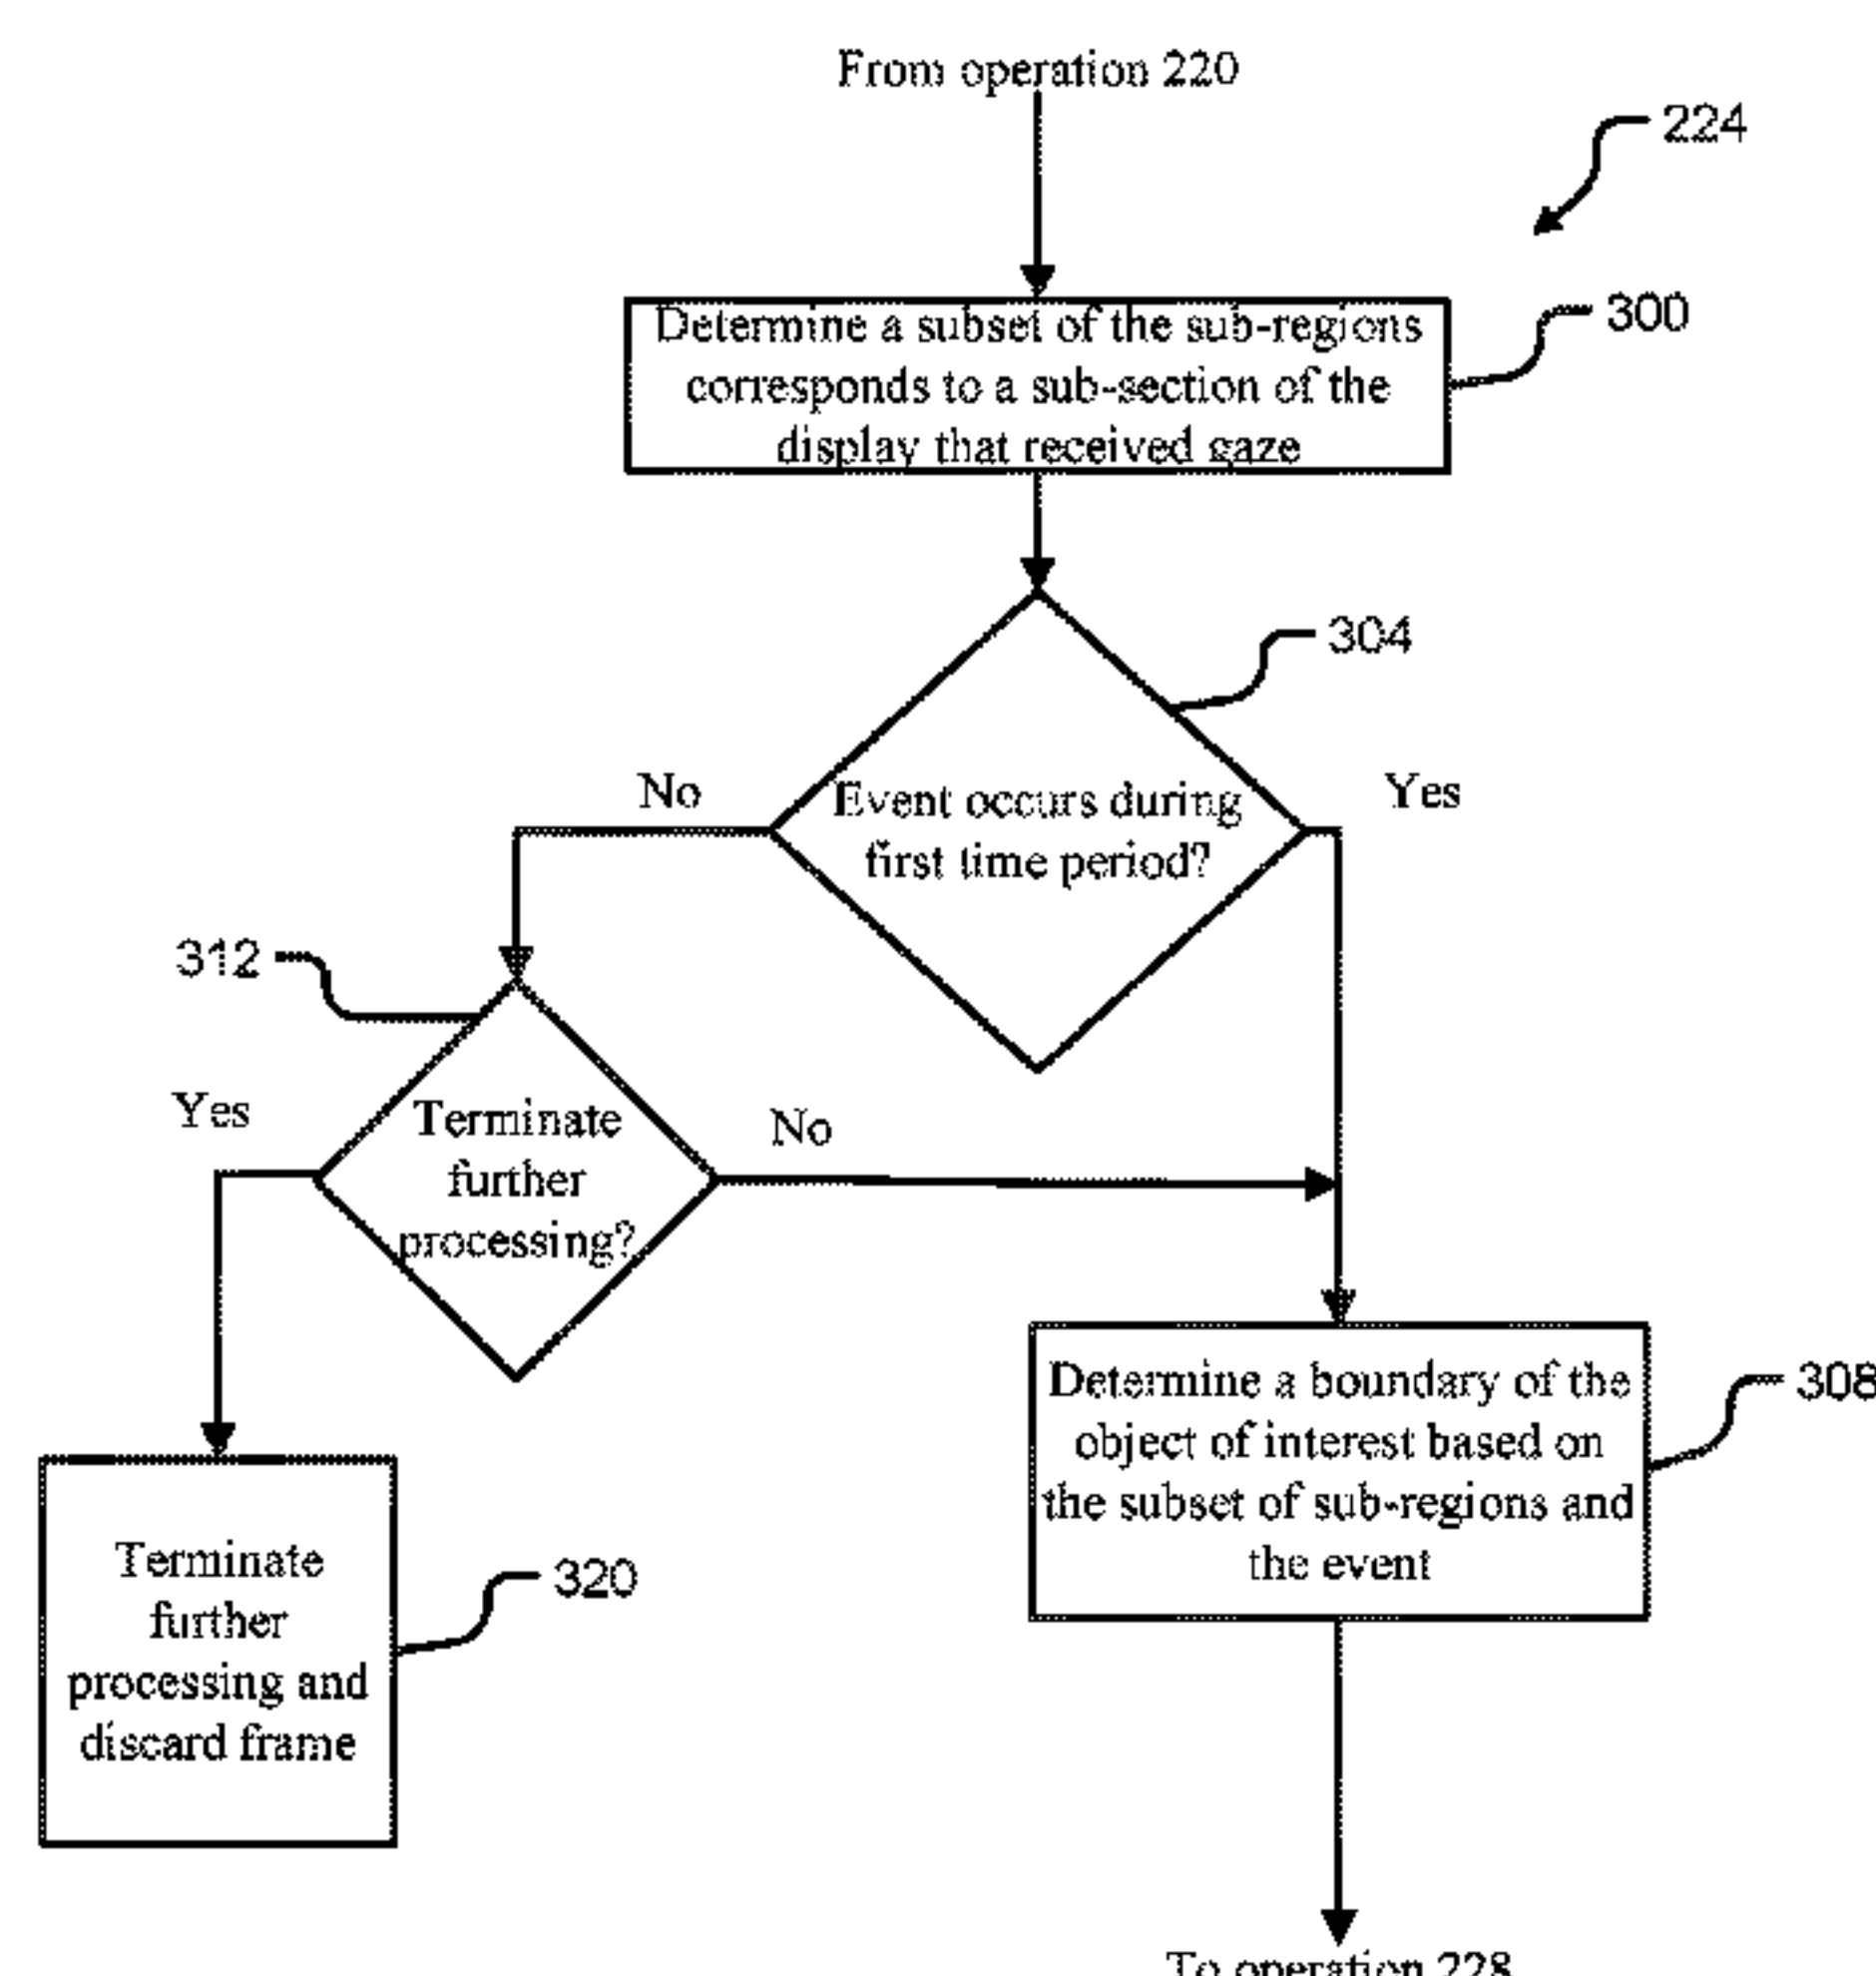 From operation 220
224
Determine a subset of the sub-regions
corresponds to a sub-section of the
display that received gaze
300
304
No
Event occurs during
first time period?
Yes
312
Yes
Terminate
further
processing?
No
Determine a boundary of the
object of interest based on
the subset of sub-regions and
the event
308
Terminate
further
processing and
discard frame
320
To operation 228